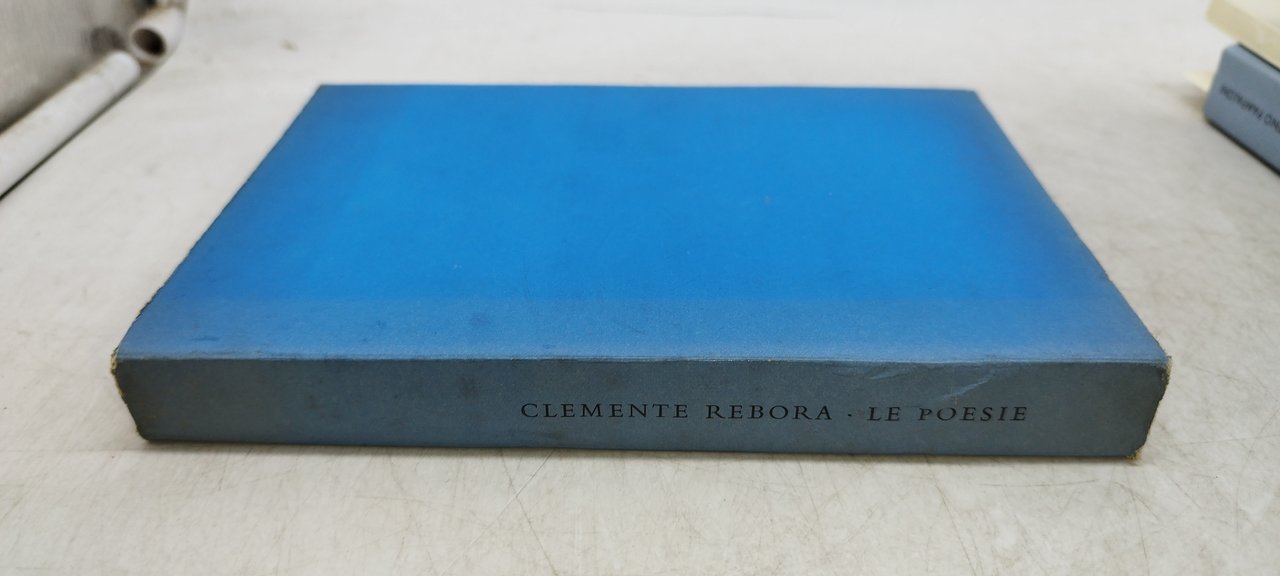 CLEMENTE REBORA · LE POESIE